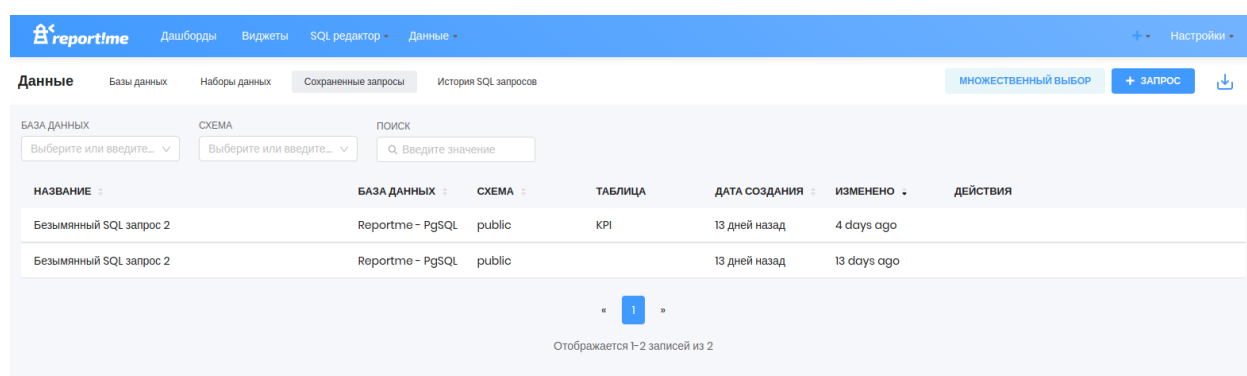 report!me Дашборды Виджеты SQL редактор Данные + Настройки
Данные Базы данных Наборы данных Сохраненные запросы История SQL запросов МНОЖЕСТВЕННЫЙ ВЫБОР + ЗАПРОС
БАЗА ДАННЫХ СХЕМА ПОИСК
Выберите или введите... Выберите или введите... Введите значение
НАЗВАНИЕ БАЗА ДАННЫХ СХЕМА ТАБЛИЦА ДАТА СОЗДАНИЯ ИЗМЕНЕНО ДЕЙСТВИЯ
Безымянный SQL запрос 2 Reportme - PgSQL public KPI 13 дней назад 4 days ago
Безымянный SQL запрос 2 Reportme - PgSQL public 13 дней назад 13 days ago
« 1 »
Отображается 1-2 записей из 2